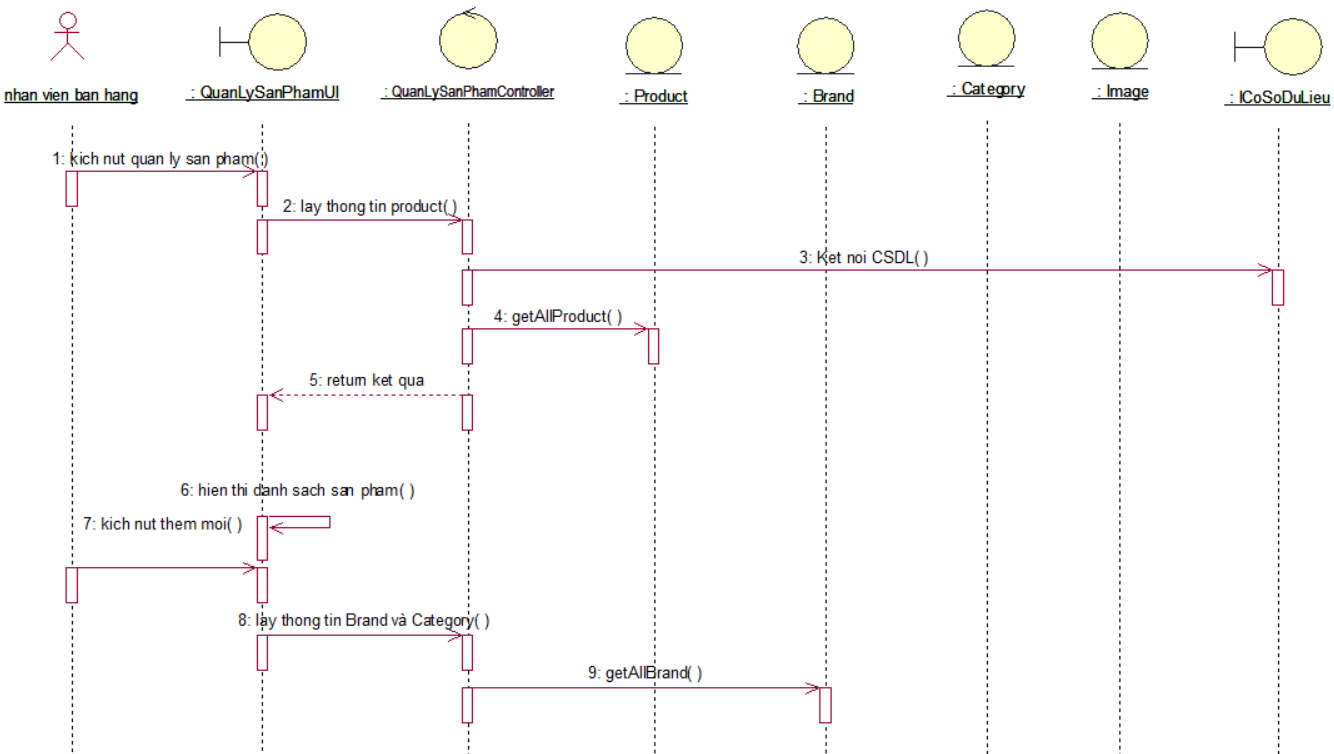 nhan vien ban hang
: QuanLySanPhamUI
: QuanLySanPhamController
: Product
: Brand
: Category
: Image
: ICoSoDuLieu
1: kich nut quan ly san pham( )
2: lay thong tin product( )
3: Ket noi CSDL( )
4: getAllProduct( )
5: return ket qua
6: hien thi danh sach san pham( )
7: kich nut them moi( )
8: lay thong tin Brand và Category( )
9: getAllBrand( )